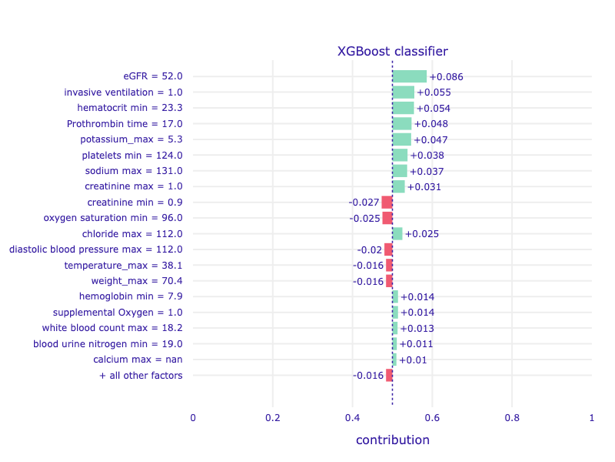 XGBoost classifier
eGFR = 52.0 +0.086
invasive ventilation = 1.0 +0.055
hematocrit min = 23.3 +0.054
Prothrombin time = 17.0 +0.048
potassium_max = 5.3 +0.047
platelets min = 124.0 +0.038
sodium max = 131.0 +0.037
creatinine max = 1.0 +0.031
creatinine min = 0.9 -0.027
oxygen saturation min = 96.0 -0.025
chloride max = 112.0 +0.025
diastolic blood pressure max = 112.0 -0.02
temperature_max = 38.1 -0.016
weight_max = 70.4 -0.016
hemoglobin min = 7.9 +0.014
supplemental Oxygen = 1.0 +0.014
white blood count max = 18.2 +0.013
blood urine nitrogen min = 19.0 +0.011
calcium max = nan +0.01
+ all other factors -0.016
0 0.2 0.4 0.6 0.8 1
contribution